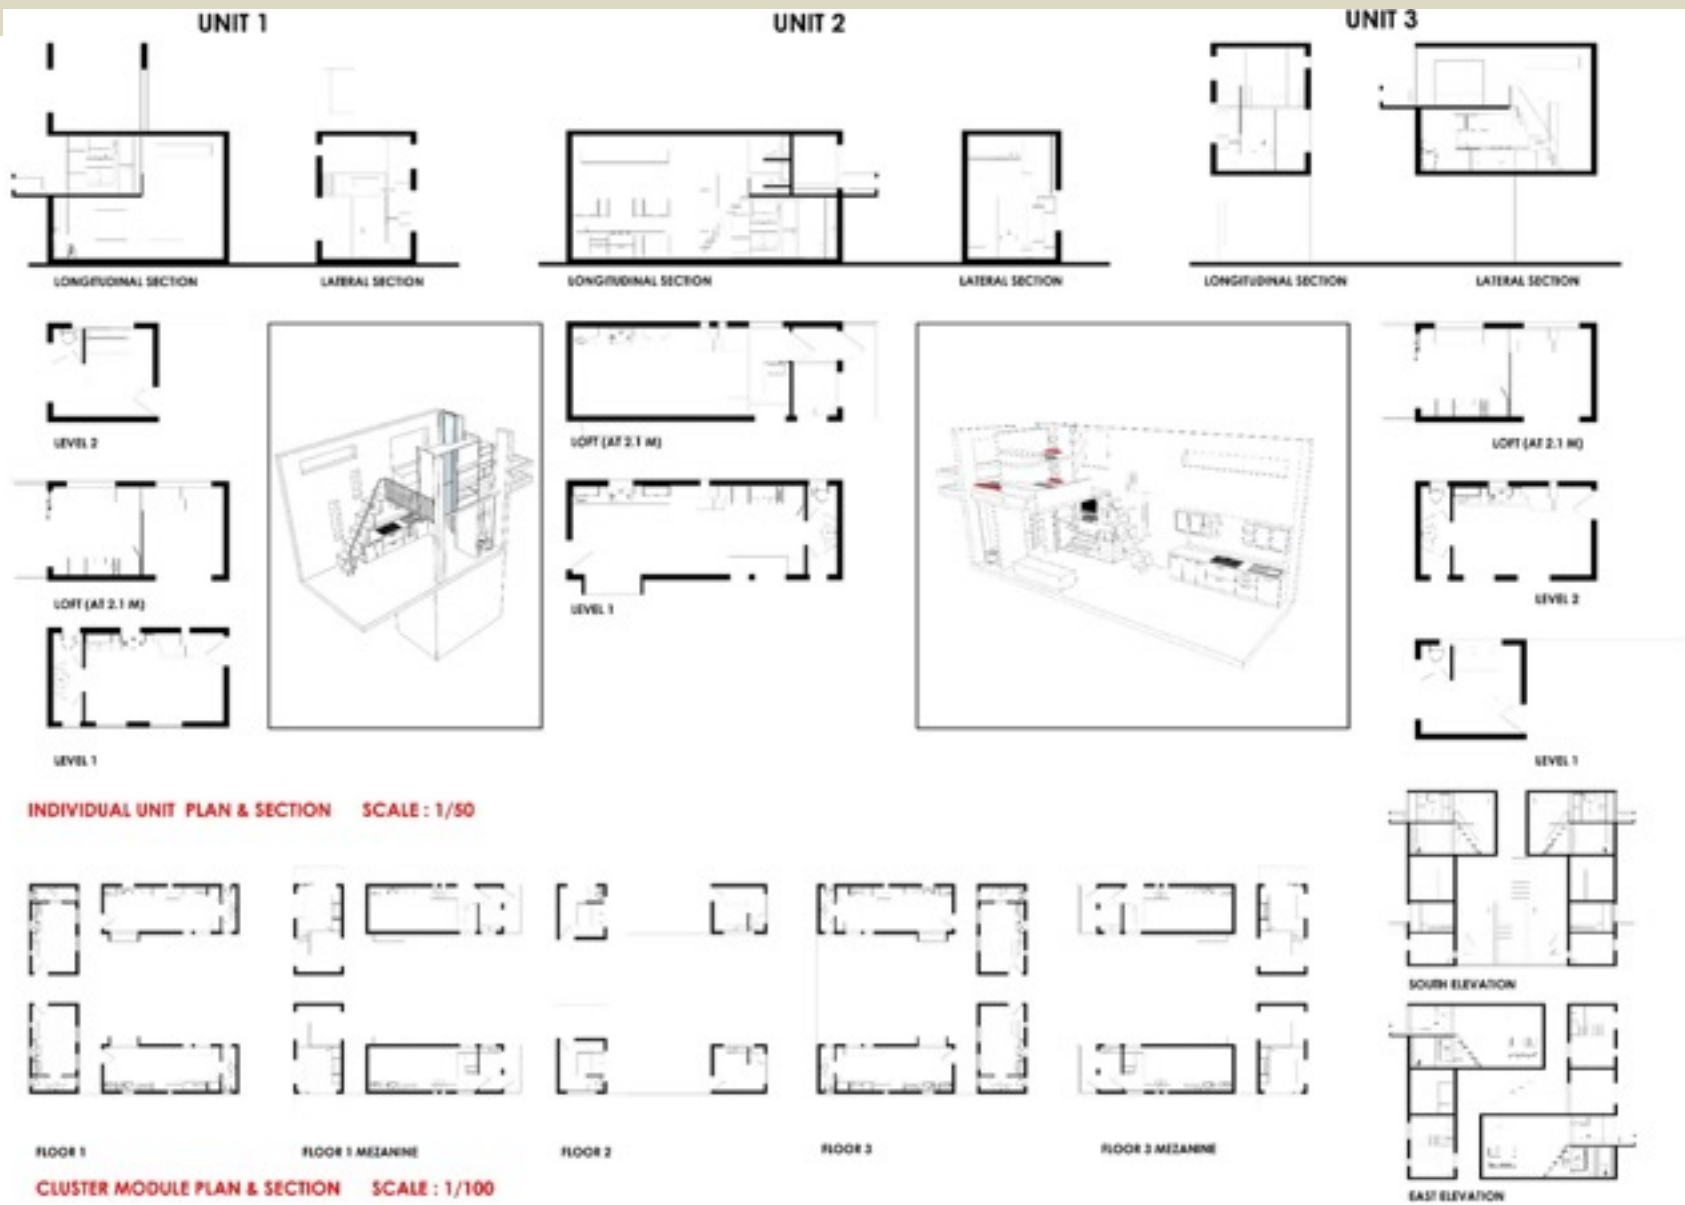 UNIT 1
UNIT 2
UNIT 3
LONGITUDINAL SECTION
LATERAL SECTION
LONGITUDINAL SECTION
LATERAL SECTION
LONGITUDINAL SECTION
LATERAL SECTION
LEVEL 2
LOFT (AT 2.1 M)
LOFT (AT 2.1 M)
LOFT (AT 2.1 M)
LEVEL 1
LEVEL 2
LEVEL 1
LEVEL 1
INDIVIDUAL UNIT PLAN & SECTION SCALE : 1/50
SOUTH ELEVATION
FLOOR 1
FLOOR 1 MEZANINE
FLOOR 2
FLOOR 3
FLOOR 3 MEZANINE
CLUSTER MODULE PLAN & SECTION SCALE : 1/100
EAST ELEVATION